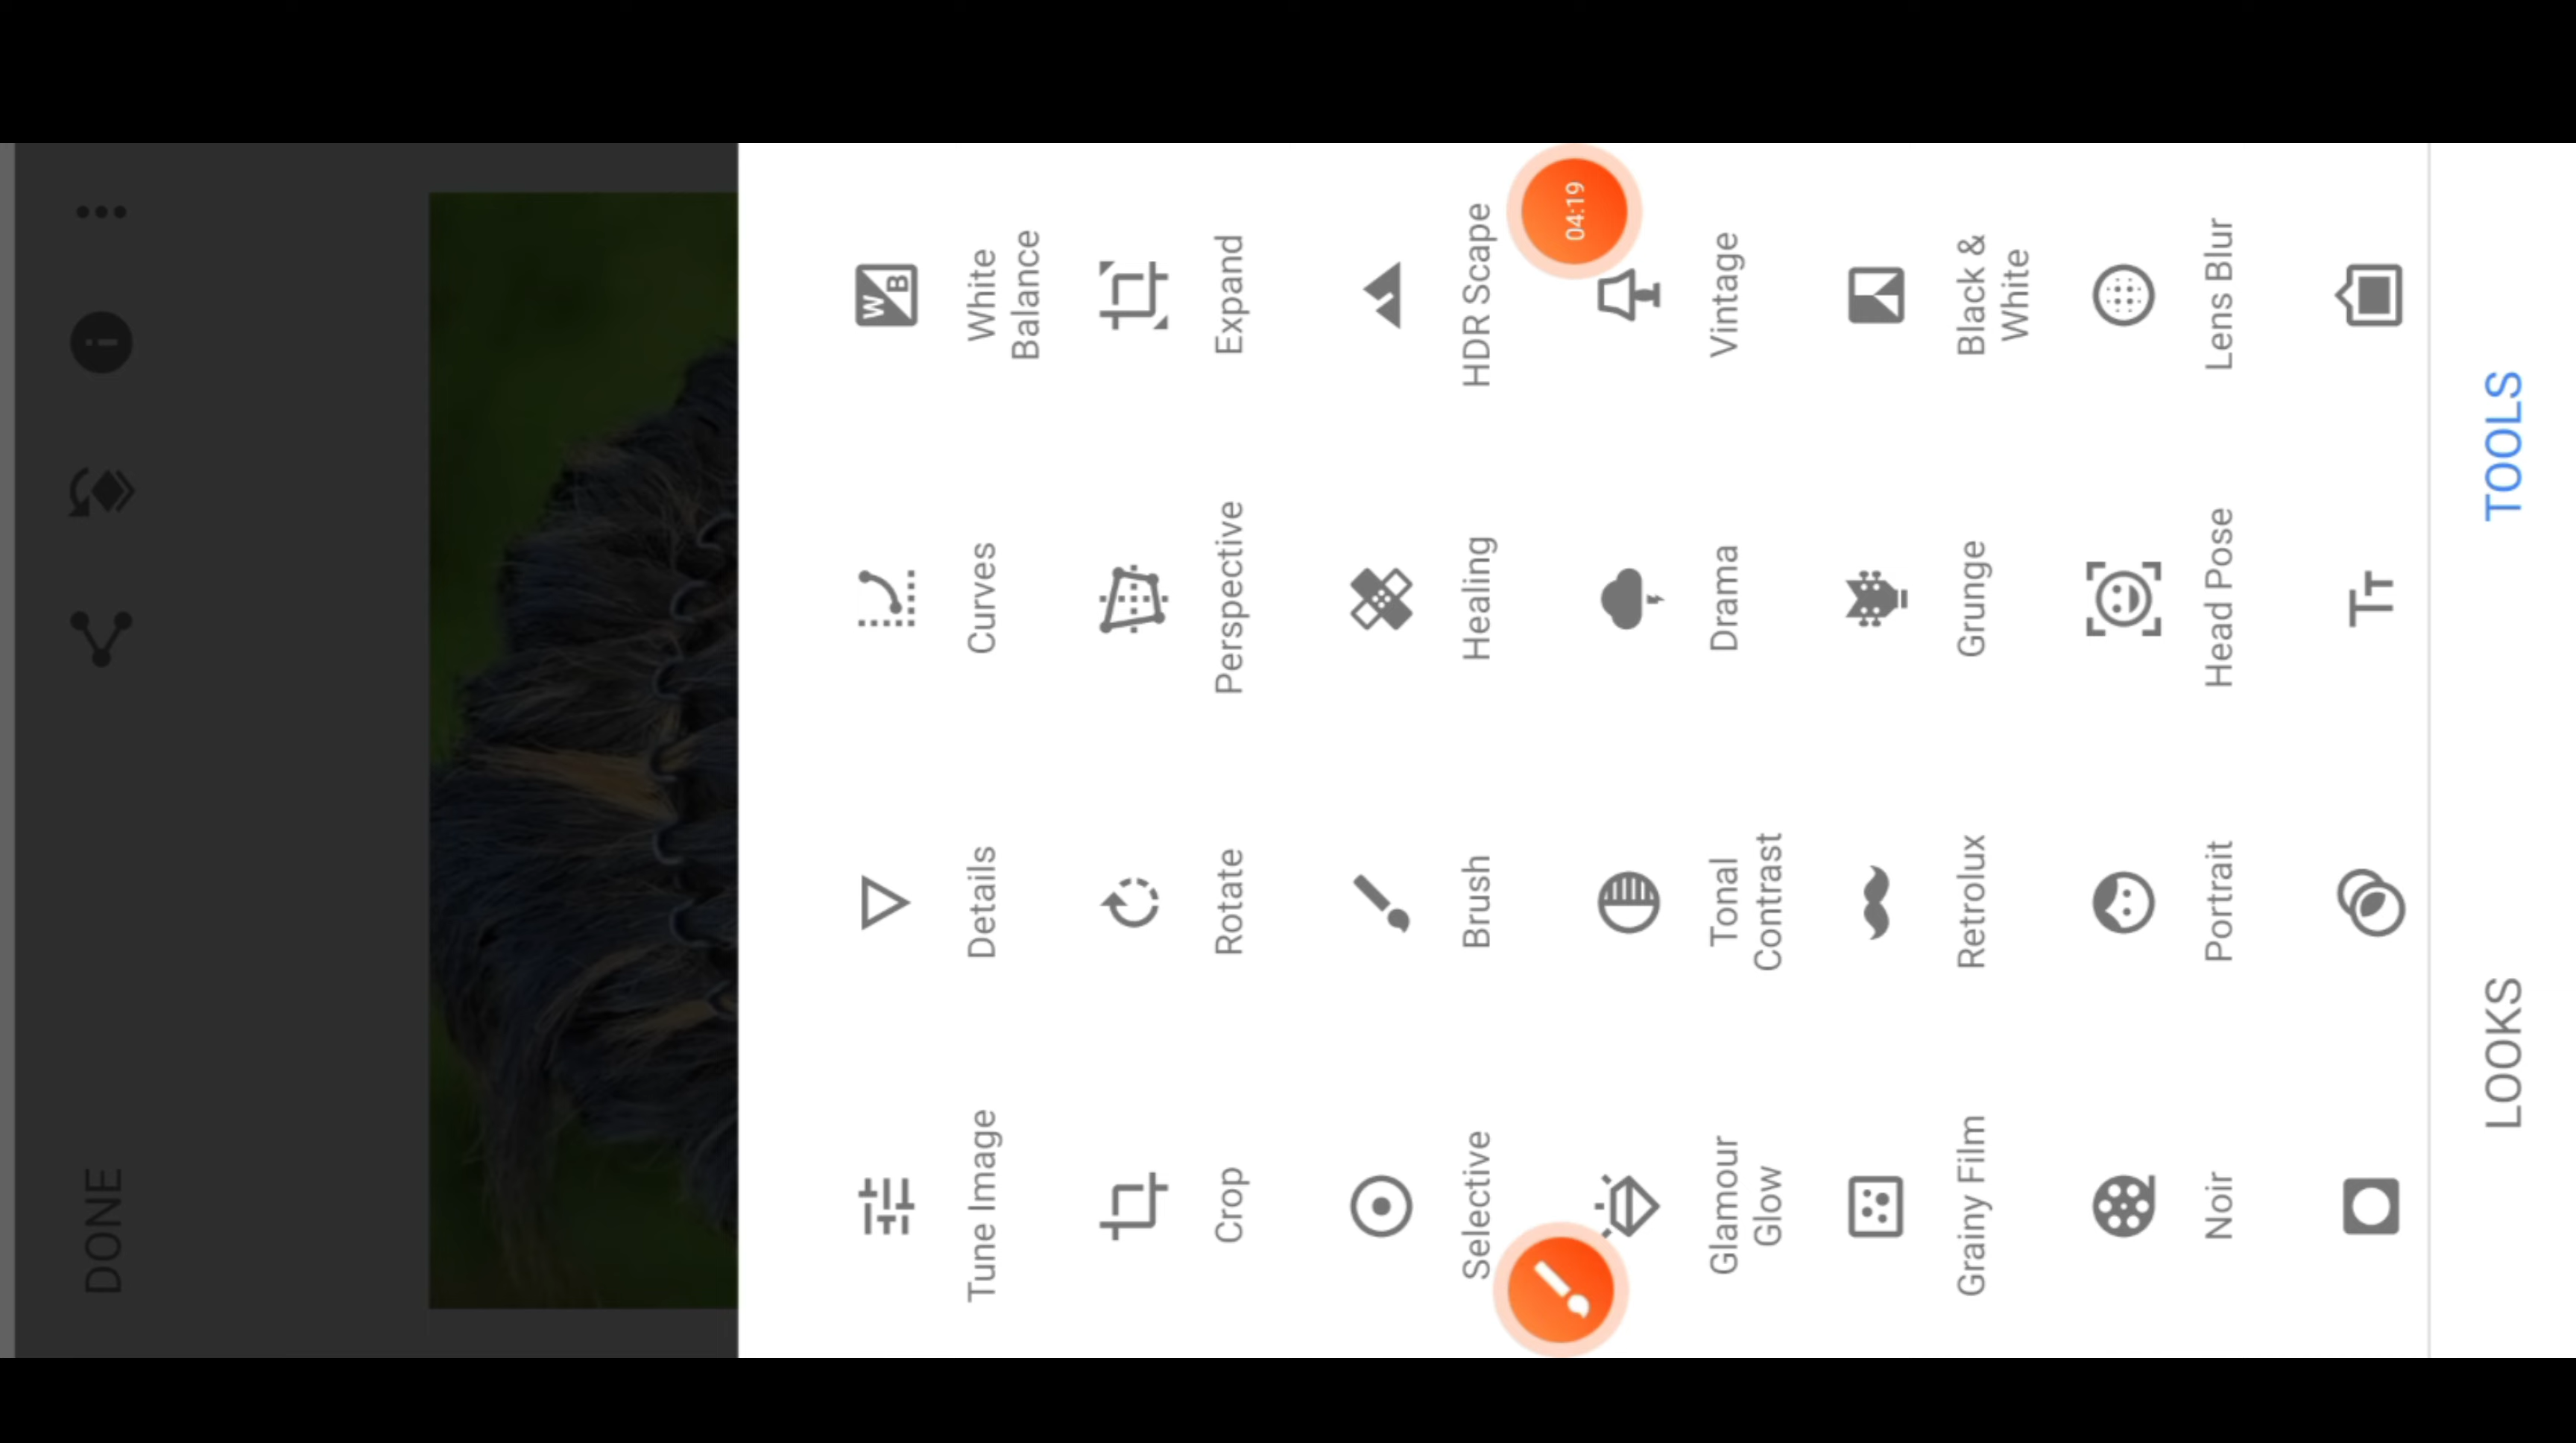 DONE
Tune Image
Details
Curves
W
B
White
Balance
Crop
Rotate
Perspective
Expand
Selective
Brush
Healing
HDR Scape
04:19
Glamour
Glow
Tonal
Contrast
Drama
Vintage
Grainy Film
Retrolux
Grunge
Black &
White
Noir
Portrait
Head Pose
Lens Blur
LOOKS
TOOLS